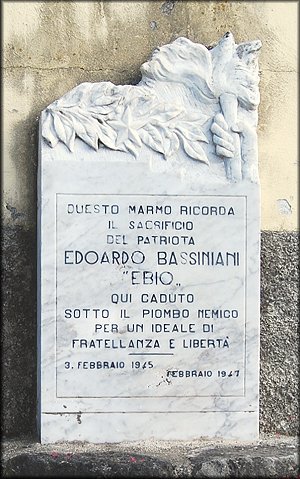 QUESTO MARMO RICORDA
IL SACRIFICIO
DEL PATRIOTA
EDOARDO BASSINIANI
"EBIO„
QUI CADUTO
SOTTO IL PIOMBO NEMICO
PER UN IDEALE DI
FRATELLANZA E LIBERTÀ
3. FEBBRAIO 1945
FEBBRAIO 1947